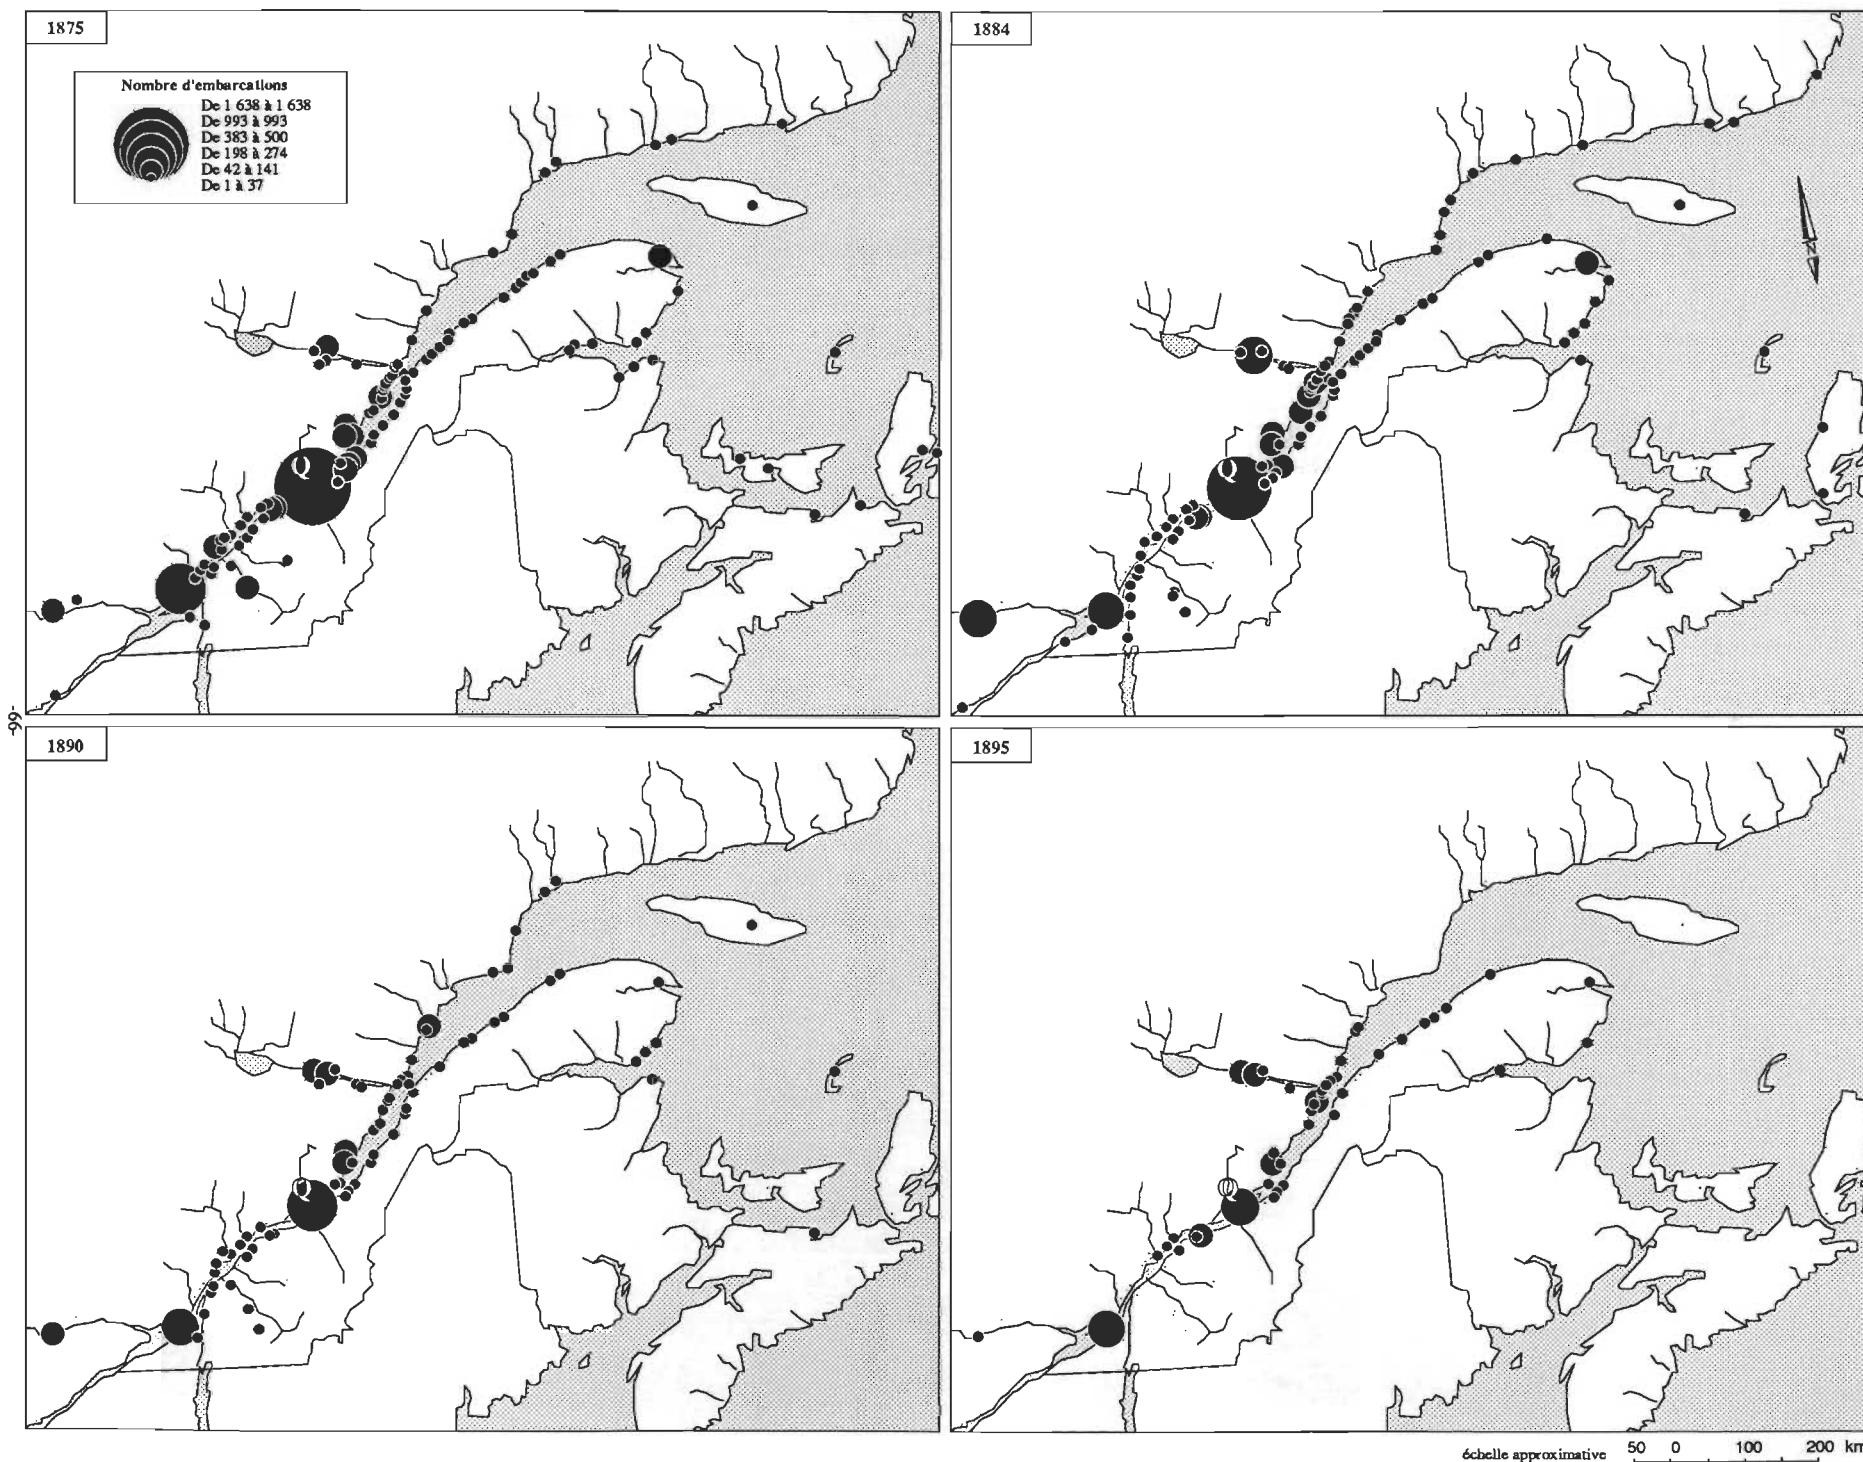 1875
Nombre d'embarcations
De 1 638 à 1 638
De 993 à 993
De 383 à 500
De 198 à 274
De 42 à 141
De 1 à 37
Q
1884
N
Q
-99-
1890
Q
1895
Q
échelle approximative 50 0 100 200 km